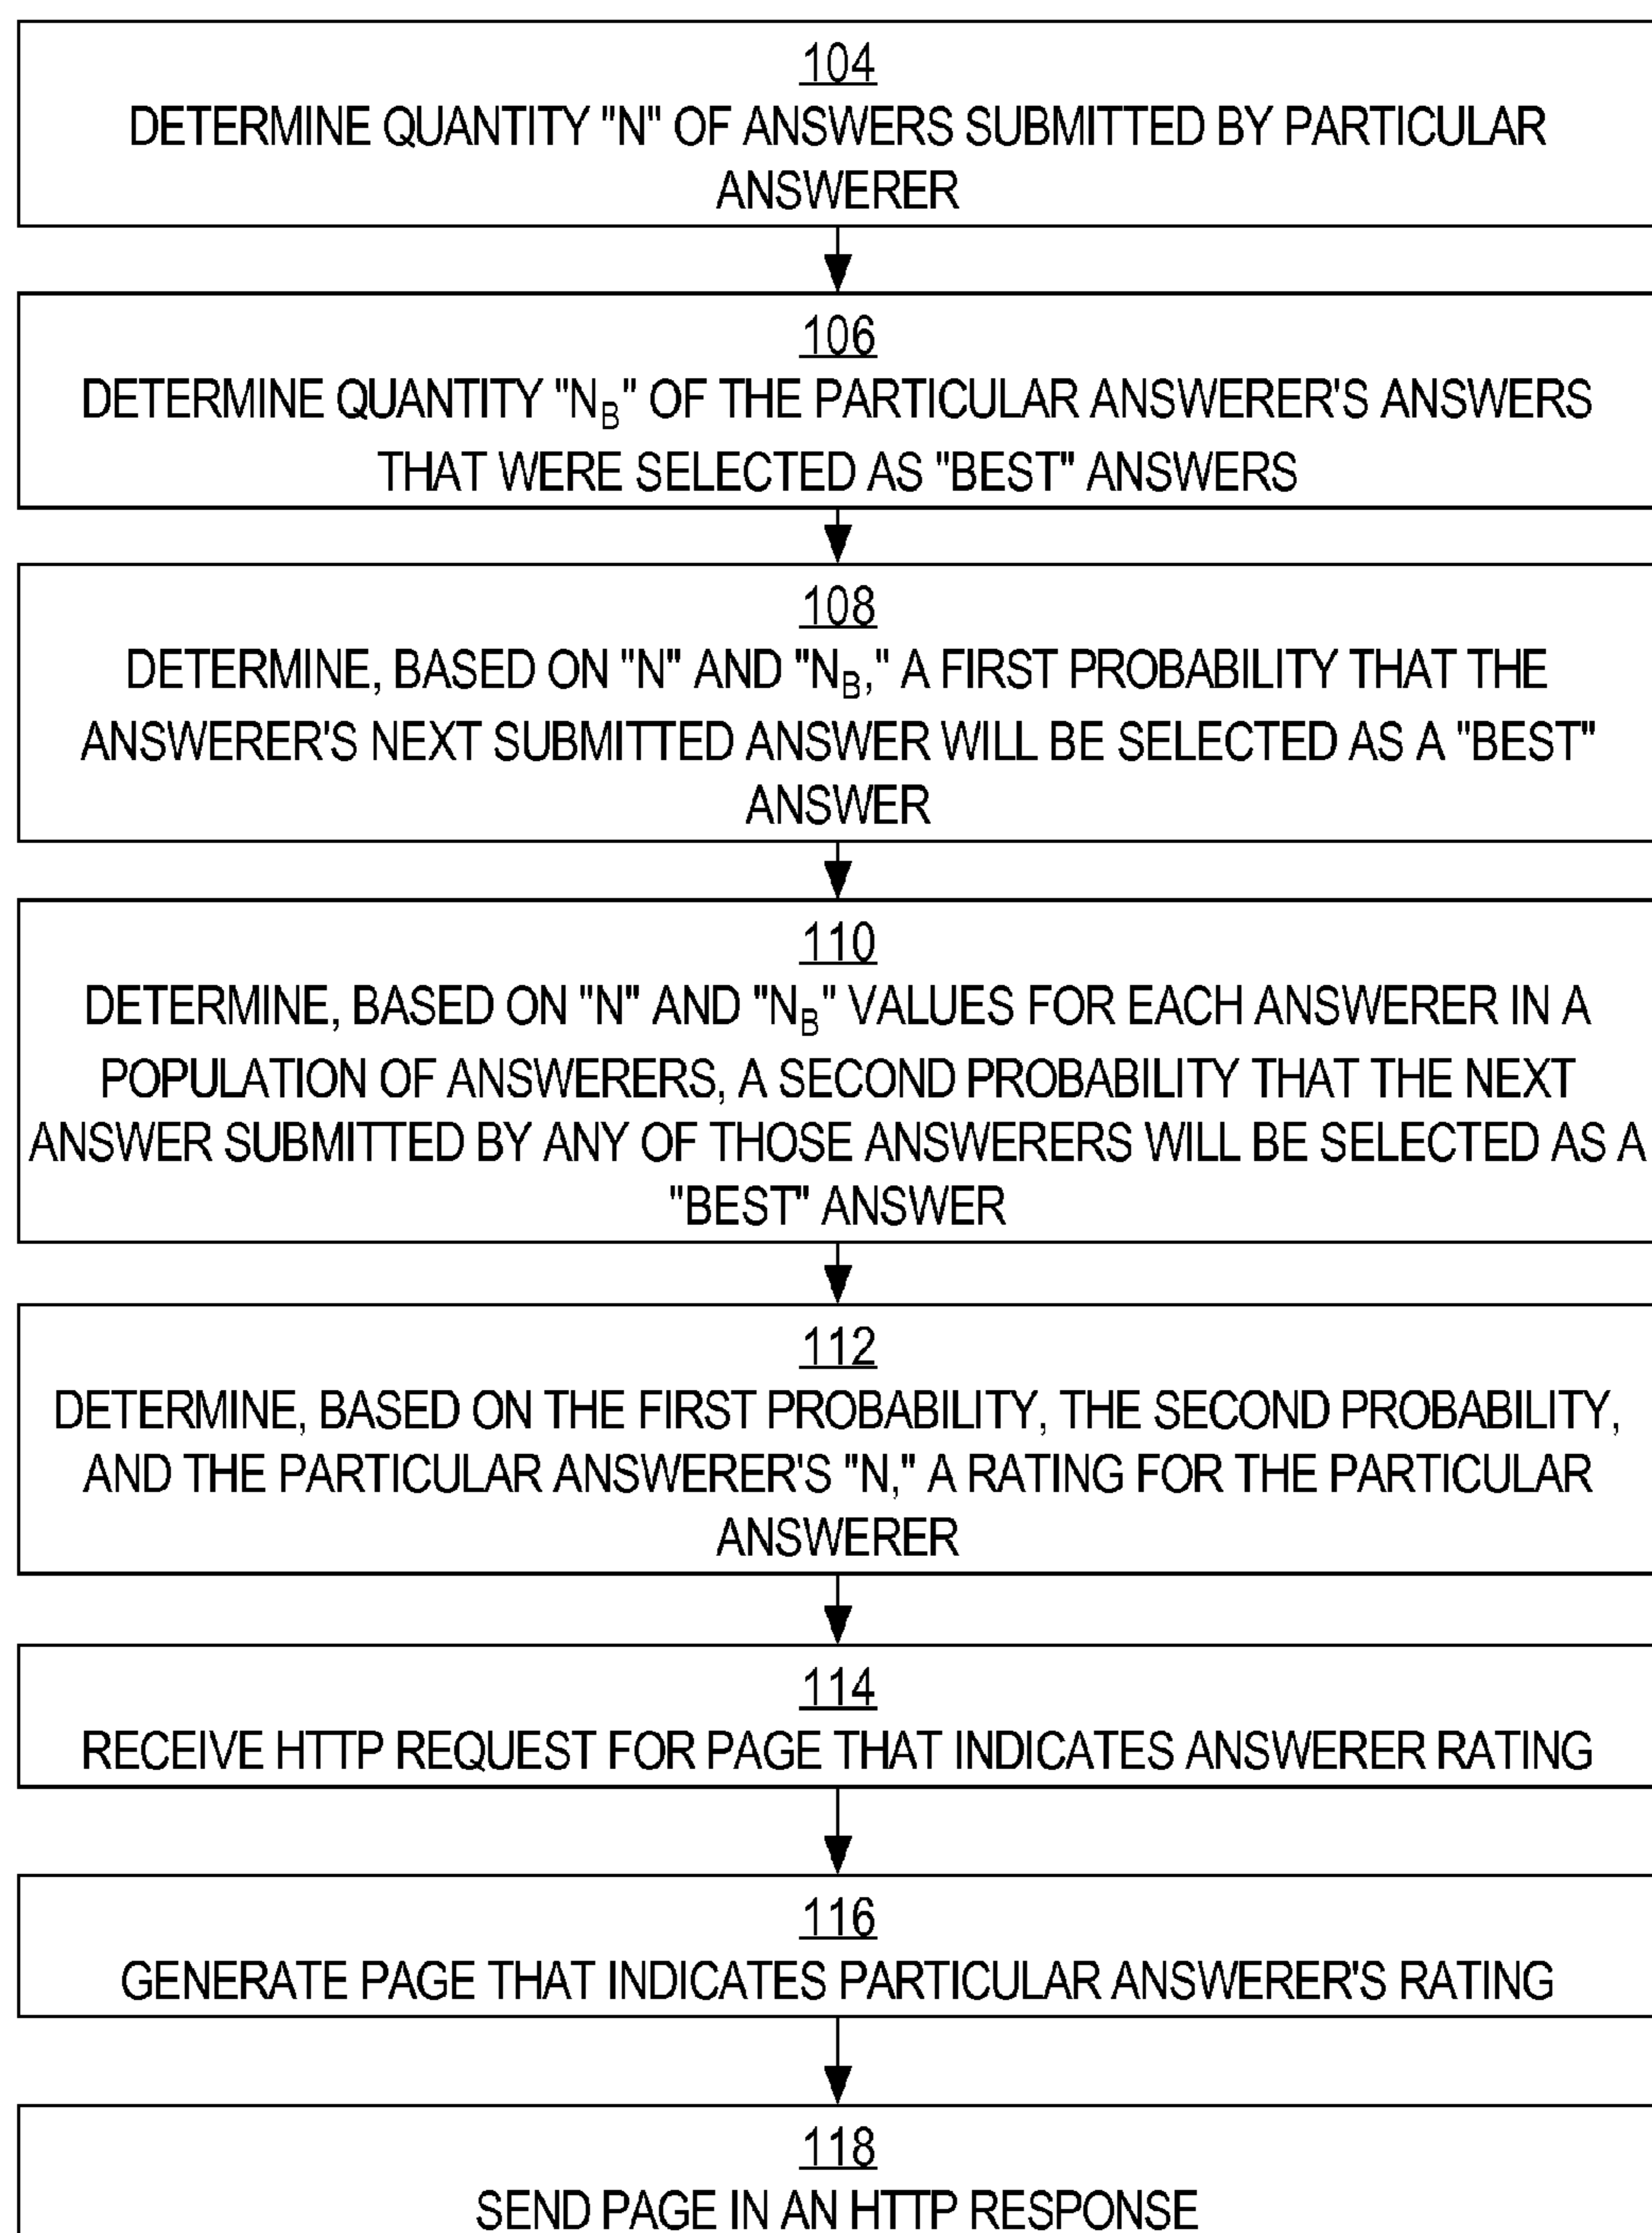 104
DETERMINE QUANTITY "N" OF ANSWERS SUBMITTED BY PARTICULAR
ANSWERER
106
DETERMINE QUANTITY "N_B" OF THE PARTICULAR ANSWERER'S ANSWERS
THAT WERE SELECTED AS "BEST" ANSWERS
108
DETERMINE, BASED ON "N" AND "N_B," A FIRST PROBABILITY THAT THE
ANSWERER'S NEXT SUBMITTED ANSWER WILL BE SELECTED AS A "BEST"
ANSWER
110
DETERMINE, BASED ON "N" AND "N_B" VALUES FOR EACH ANSWERER IN A
POPULATION OF ANSWERERS, A SECOND PROBABILITY THAT THE NEXT
ANSWER SUBMITTED BY ANY OF THOSE ANSWERERS WILL BE SELECTED AS A
"BEST" ANSWER
112
DETERMINE, BASED ON THE FIRST PROBABILITY, THE SECOND PROBABILITY,
AND THE PARTICULAR ANSWERER'S "N," A RATING FOR THE PARTICULAR
ANSWERER
114
RECEIVE HTTP REQUEST FOR PAGE THAT INDICATES ANSWERER RATING
116
GENERATE PAGE THAT INDICATES PARTICULAR ANSWERER'S RATING
118
SEND PAGE IN AN HTTP RESPONSE